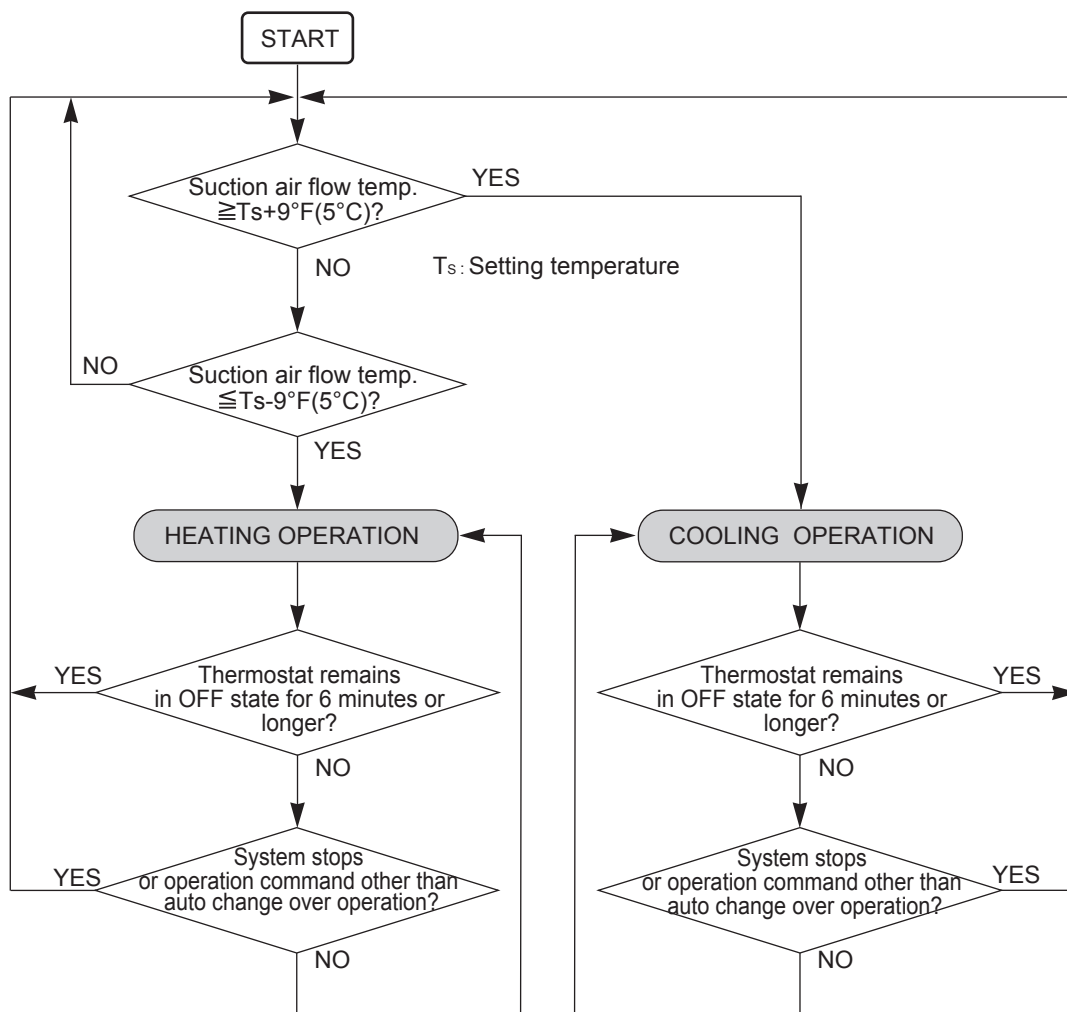 START
Suction air flow temp.
≧Ts+9°F(5°C)?
YES
NO
Ts : Setting temperature
Suction air flow temp.
≦Ts-9°F(5°C)?
NO
YES
HEATING OPERATION
COOLING OPERATION
Thermostat remains
in OFF state for 6 minutes or
longer?
YES
NO
Thermostat remains
in OFF state for 6 minutes or
longer?
YES
NO
System stops
or operation command other than
auto change over operation?
YES
NO
System stops
or operation command other than
auto change over operation?
YES
NO